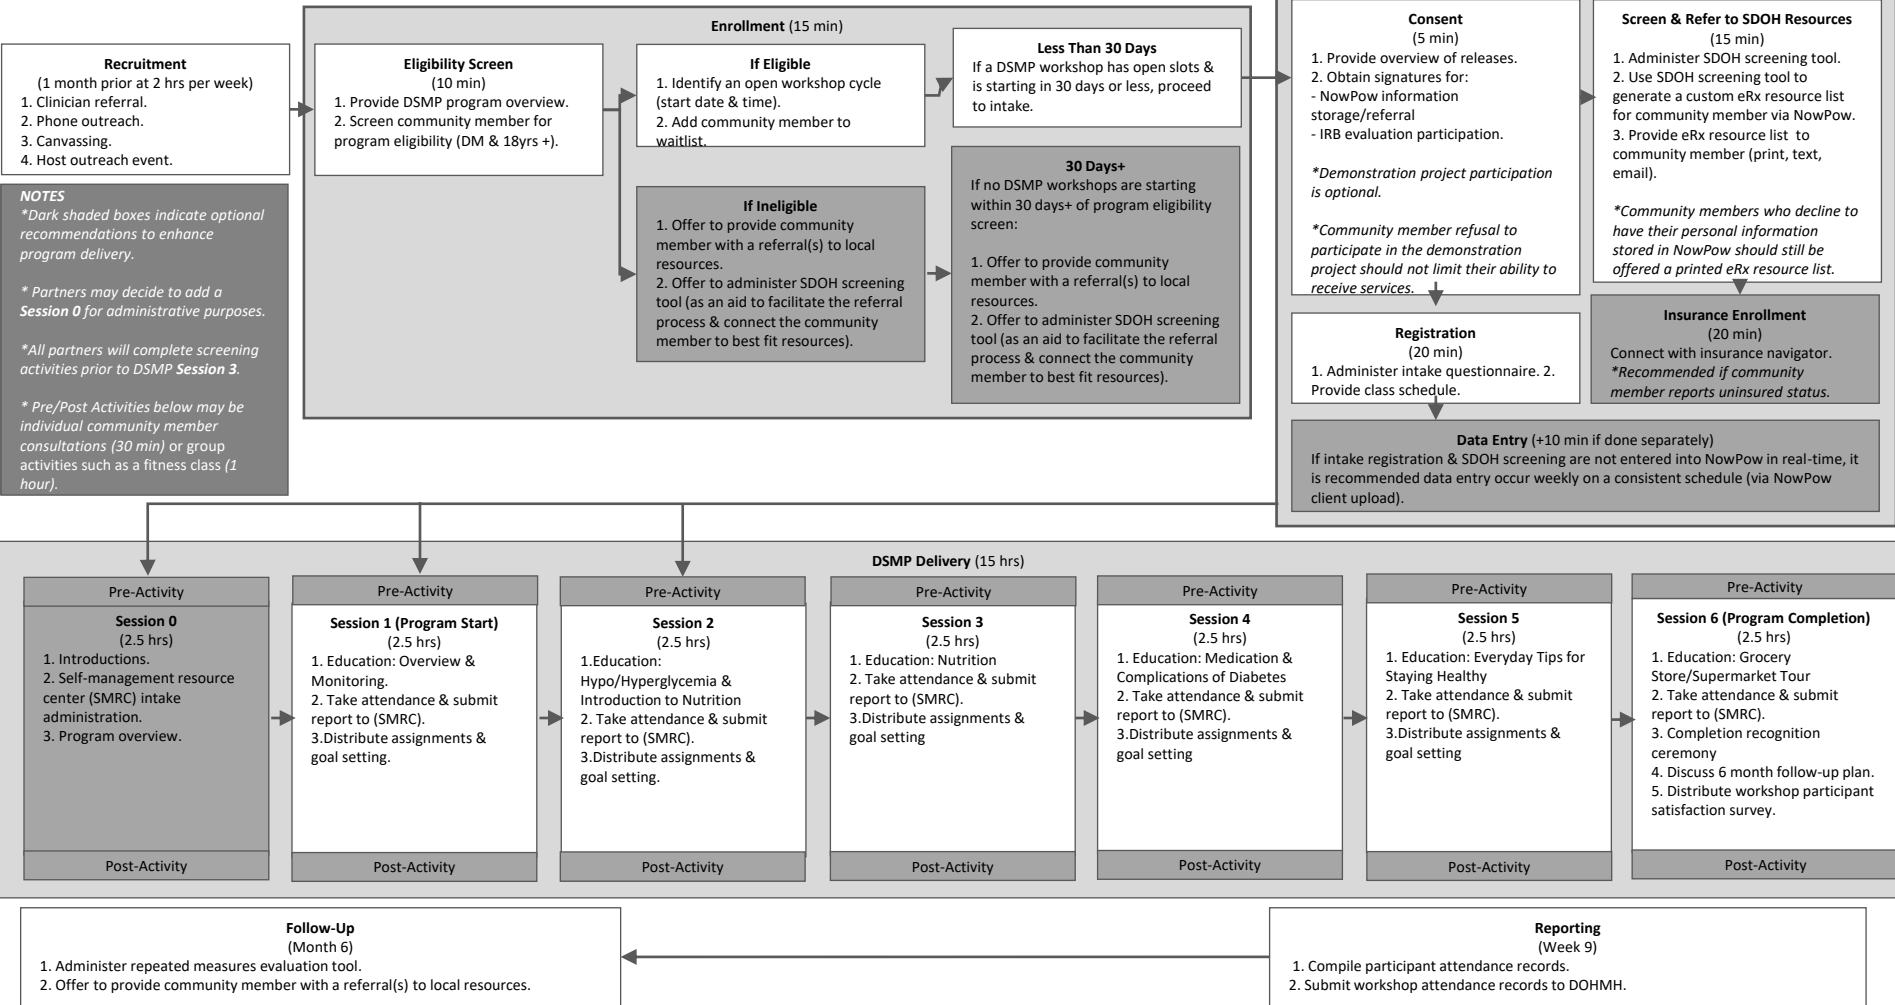 Recruitment
(1 month prior at 2 hrs per week)
1. Clinician referral.
2. Phone outreach.
3. Canvassing.
4. Host outreach event.
NOTES
*Dark shaded boxes indicate optional
recommendations to enhance
program delivery.
* Partners may decide to add a
Session 0 for administrative purposes.
*All partners will complete screening
activities prior to DSMP Session 3.
* Pre/Post Activities below may be
individual community member
consultations (30 min) or group
activities such as a fitness class (1
hour).
Enrollment (15 min)
Eligibility Screen
(10 min)
1. Provide DSMP program overview.
2. Screen community member for
program eligibility (DM & 18yrs +).
If Eligible
1. Identify an open workshop cycle
(start date & time).
2. Add community member to
waitlist.
If Ineligible
1. Offer to provide community
member with a referral(s) to local
resources.
2. Offer to administer SDOH screening
tool (as an aid to facilitate the referral
process & connect the community
member to best fit resources).
Less Than 30 Days
If a DSMP workshop has open slots &
is starting in 30 days or less, proceed
to intake.
30 Days+
If no DSMP workshops are starting
within 30 days+ of program eligibility
screen:
1. Offer to provide community
member with a referral(s) to local
resources.
2. Offer to administer SDOH screening
tool (as an aid to facilitate the referral
process & connect the community
member to best fit resources).
Consent
(5 min)
1. Provide overview of releases.
2. Obtain signatures for:
- NowPow information
storage/referral
- IRB evaluation participation.
*Demonstration project participation
is optional.
*Community member refusal to
participate in the demonstration
project should not limit their ability to
receive services.
Screen & Refer to SDOH Resources
(15 min)
1. Administer SDOH screening tool.
2. Use SDOH screening tool to
generate a custom eRx resource list
for community member via NowPow.
3. Provide eRx resource list to
community member (print, text,
email).
*Community members who decline to
have their personal information
stored in NowPow should still be
offered a printed eRx resource list.
Registration
(20 min)
1. Administer intake questionnaire. 2.
Provide class schedule.
Insurance Enrollment
(20 min)
Connect with insurance navigator.
*Recommended if community
member reports uninsured status.
Data Entry (+10 min if done separately)
If intake registration & SDOH screening are not entered into NowPow in real-time, it
is recommended data entry occur weekly on a consistent schedule (via NowPow
client upload).
DSMP Delivery (15 hrs)
Pre-Activity
Session 0
(2.5 hrs)
1. Introductions.
2. Self-management resource
center (SMRC) intake
administration.
3. Program overview.
Post-Activity
Pre-Activity
Session 1 (Program Start)
(2.5 hrs)
1. Education: Overview &
Monitoring.
2. Take attendance & submit
report to (SMRC).
3.Distribute assignments &
goal setting.
Post-Activity
Pre-Activity
Session 2
(2.5 hrs)
1.Education:
Hypo/Hyperglycemia &
Introduction to Nutrition
2. Take attendance & submit
report to (SMRC).
3.Distribute assignments &
goal setting.
Post-Activity
Pre-Activity
Session 3
(2.5 hrs)
1. Education: Nutrition
2. Take attendance & submit
report to (SMRC).
3.Distribute assignments &
goal setting
Post-Activity
Pre-Activity
Session 4
(2.5 hrs)
1. Education: Medication &
Complications of Diabetes
2. Take attendance & submit
report to (SMRC).
3.Distribute assignments &
goal setting
Post-Activity
Pre-Activity
Session 5
(2.5 hrs)
1. Education: Everyday Tips for
Staying Healthy
2. Take attendance & submit
report to (SMRC).
3.Distribute assignments &
goal setting
Post-Activity
Pre-Activity
Session 6 (Program Completion)
(2.5 hrs)
1. Education: Grocery
Store/Supermarket Tour
2. Take attendance & submit
report to (SMRC).
3. Completion recognition
ceremony
4. Discuss 6 month follow-up plan.
5. Distribute workshop participant
satisfaction survey.
Post-Activity
Follow-Up
(Month 6)
1. Administer repeated measures evaluation tool.
2. Offer to provide community member with a referral(s) to local resources.
Reporting
(Week 9)
1. Compile participant attendance records.
2. Submit workshop attendance records to DOHMH.